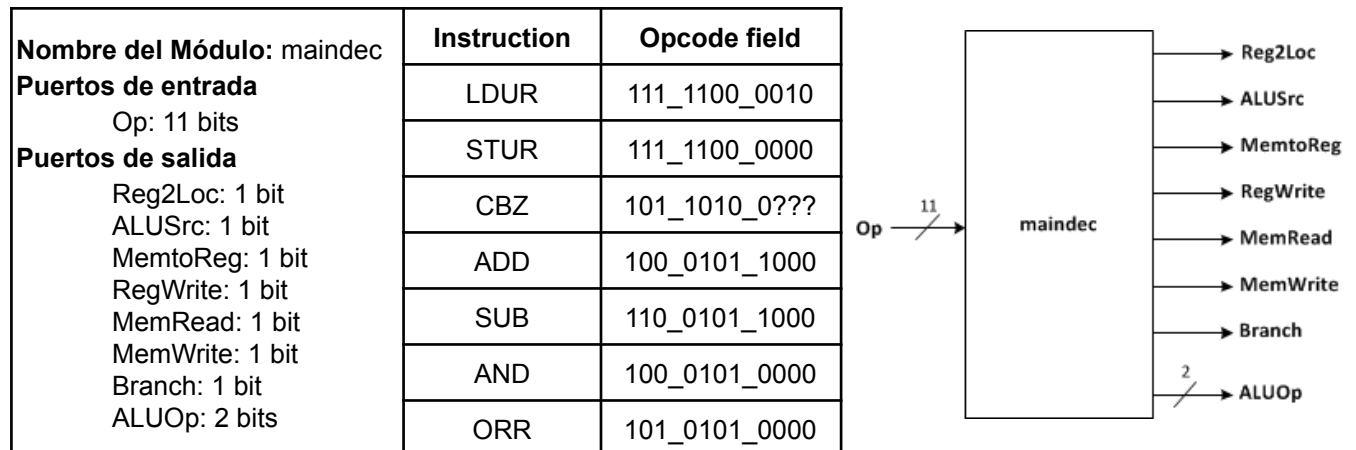 Nombre del Módulo: maindec
Puertos de entrada
Op: 11 bits
Puertos de salida
Reg2Loc: 1 bit
ALUSrc: 1 bit
MemtoReg: 1 bit
RegWrite: 1 bit
MemRead: 1 bit
MemWrite: 1 bit
Branch: 1 bit
ALUOp: 2 bits
Instruction Opcode field
LDUR 111_1100_0010
STUR 111_1100_0000
CBZ 101_1010_0???
ADD 100_0101_1000
SUB 110_0101_1000
AND 100_0101_0000
ORR 101_0101_0000
Op
11
maindec
Reg2Loc
ALUSrc
MemtoReg
RegWrite
MemRead
MemWrite
Branch
2
ALUOp